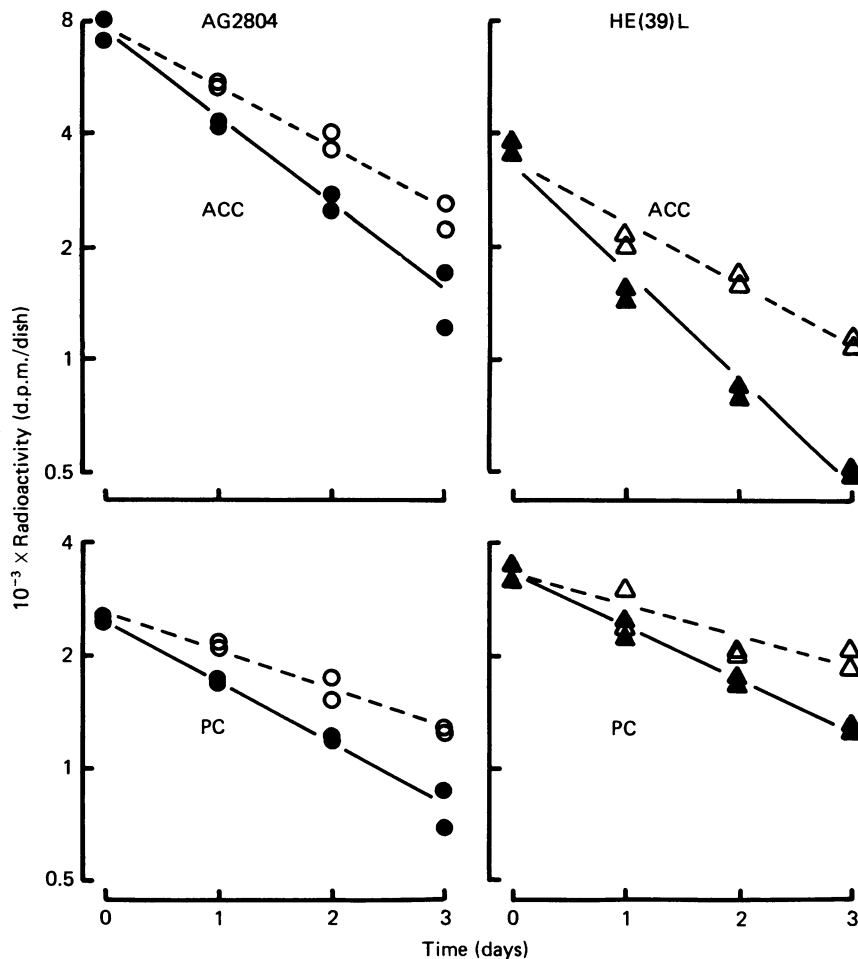 AG2804
HE(39)L
8
4
2
1
0.5
ACC
ACC
10⁻³ × Radioactivity (d.p.m./dish)
4
2
1
0.5
PC
PC
0 1 2 3
0 1 2 3
Time (days)